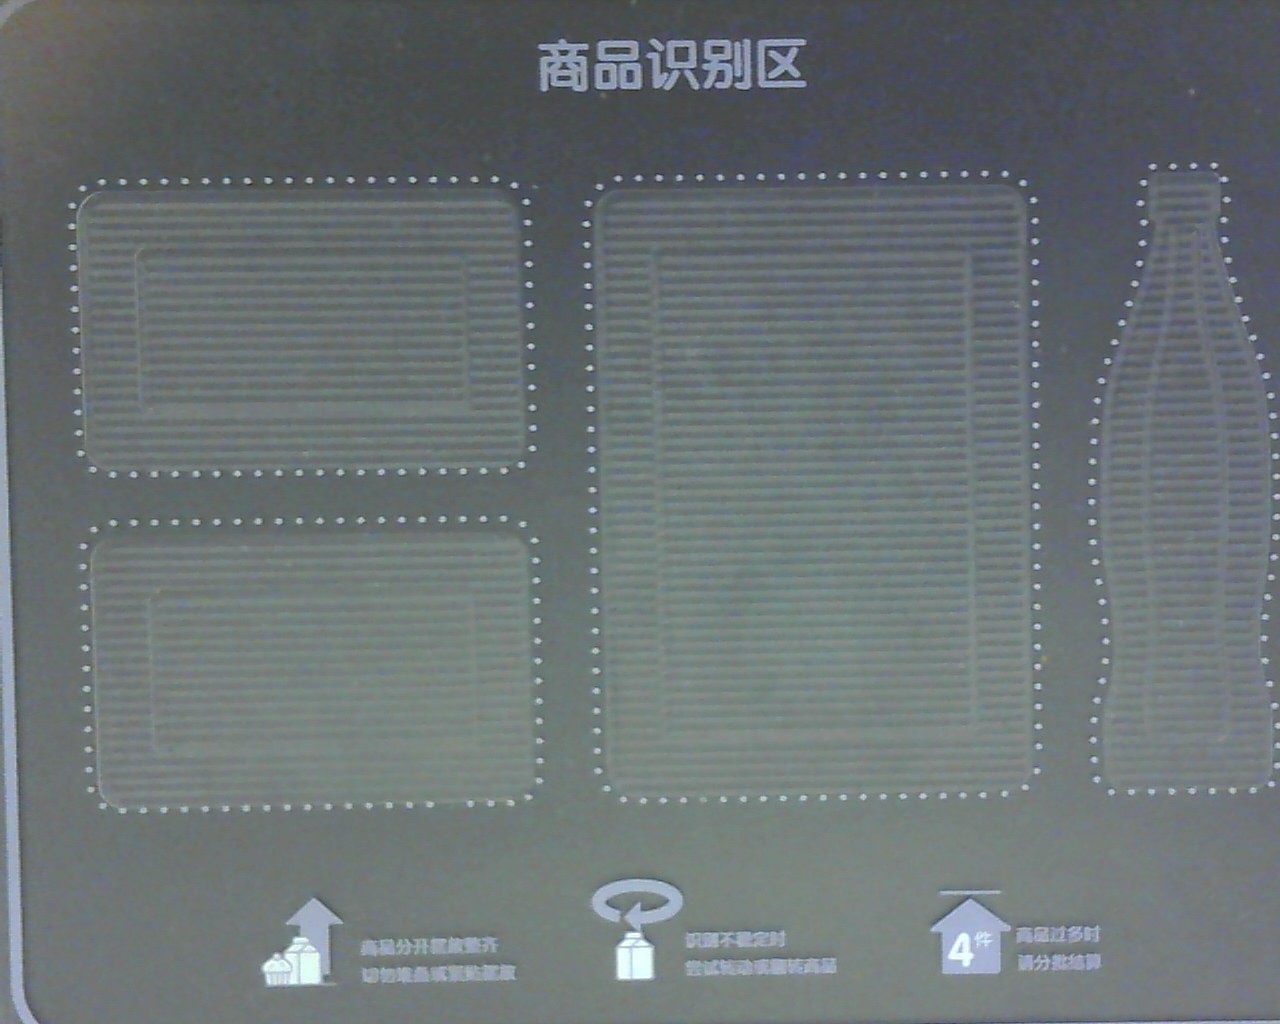 商品识别区
商品分开摆放整齐
切勿堆叠或紧贴摆放
识别不稳定时
尝试转动或翻转商品
4件
商品过多时
请分批结算